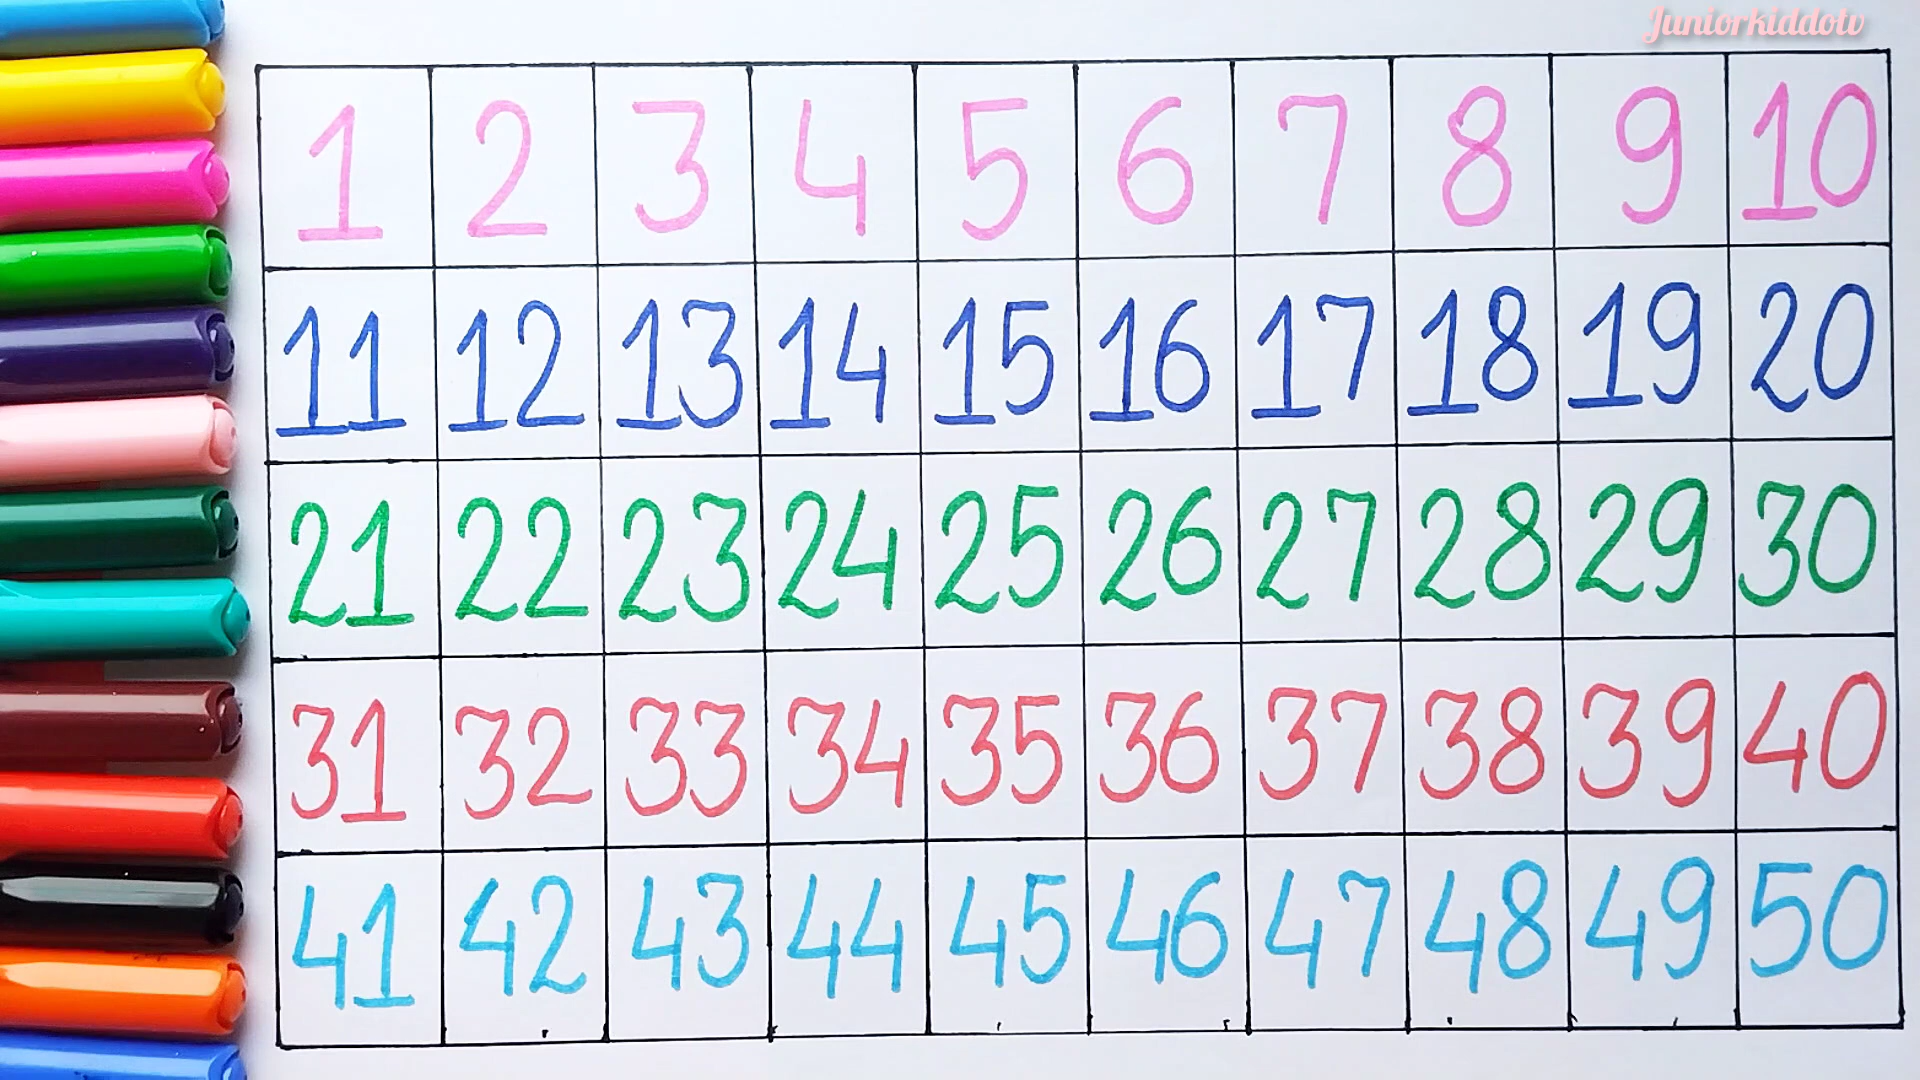 Juniorkiddotv
1 2 3 4 5 6 7 8 9 10
11 12 13 14 15 16 17 18 19 20
21 22 23 24 25 26 27 28 29 30
31 32 33 34 35 36 37 38 39 40
41 42 43 44 45 46 47 48 49 50